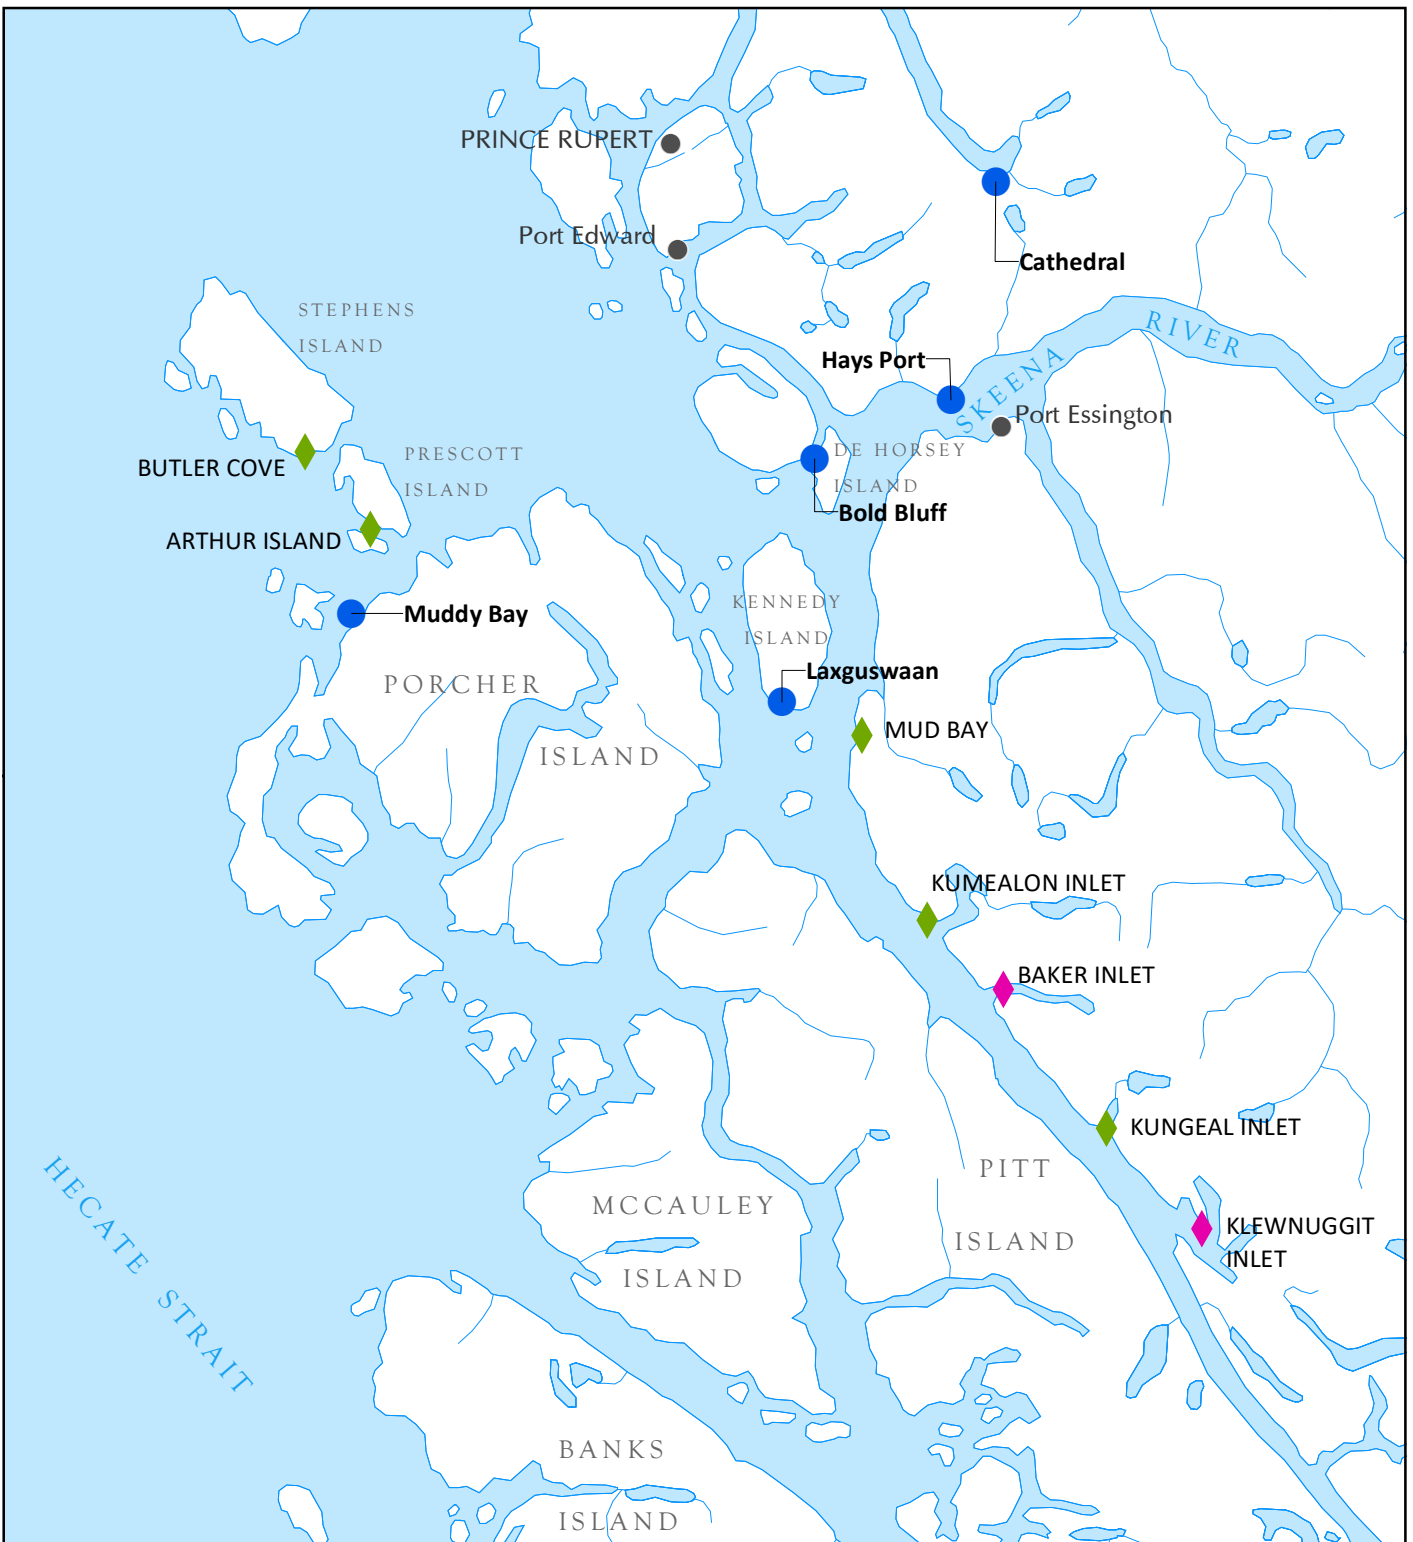 PRINCE RUPERT
Port Edward
Cathedral
STEPHENS
ISLAND
RIVER
Hays Port
SKEENA
Port Essington
BUTLER COVE
PRESCOTT
ISLAND
DE HORSEY
ISLAND
Bold Bluff
ARTHUR ISLAND
Muddy Bay
KENNEDY
ISLAND
Laxguswaan
PORCHER
ISLAND
MUD BAY
KUMEALON INLET
BAKER INLET
KUNGEAL INLET
PITT
ISLAND
MCCAULEY
ISLAND
KLEWNUGGIT
INLET
HECATE STRAIT
BANKS
ISLAND